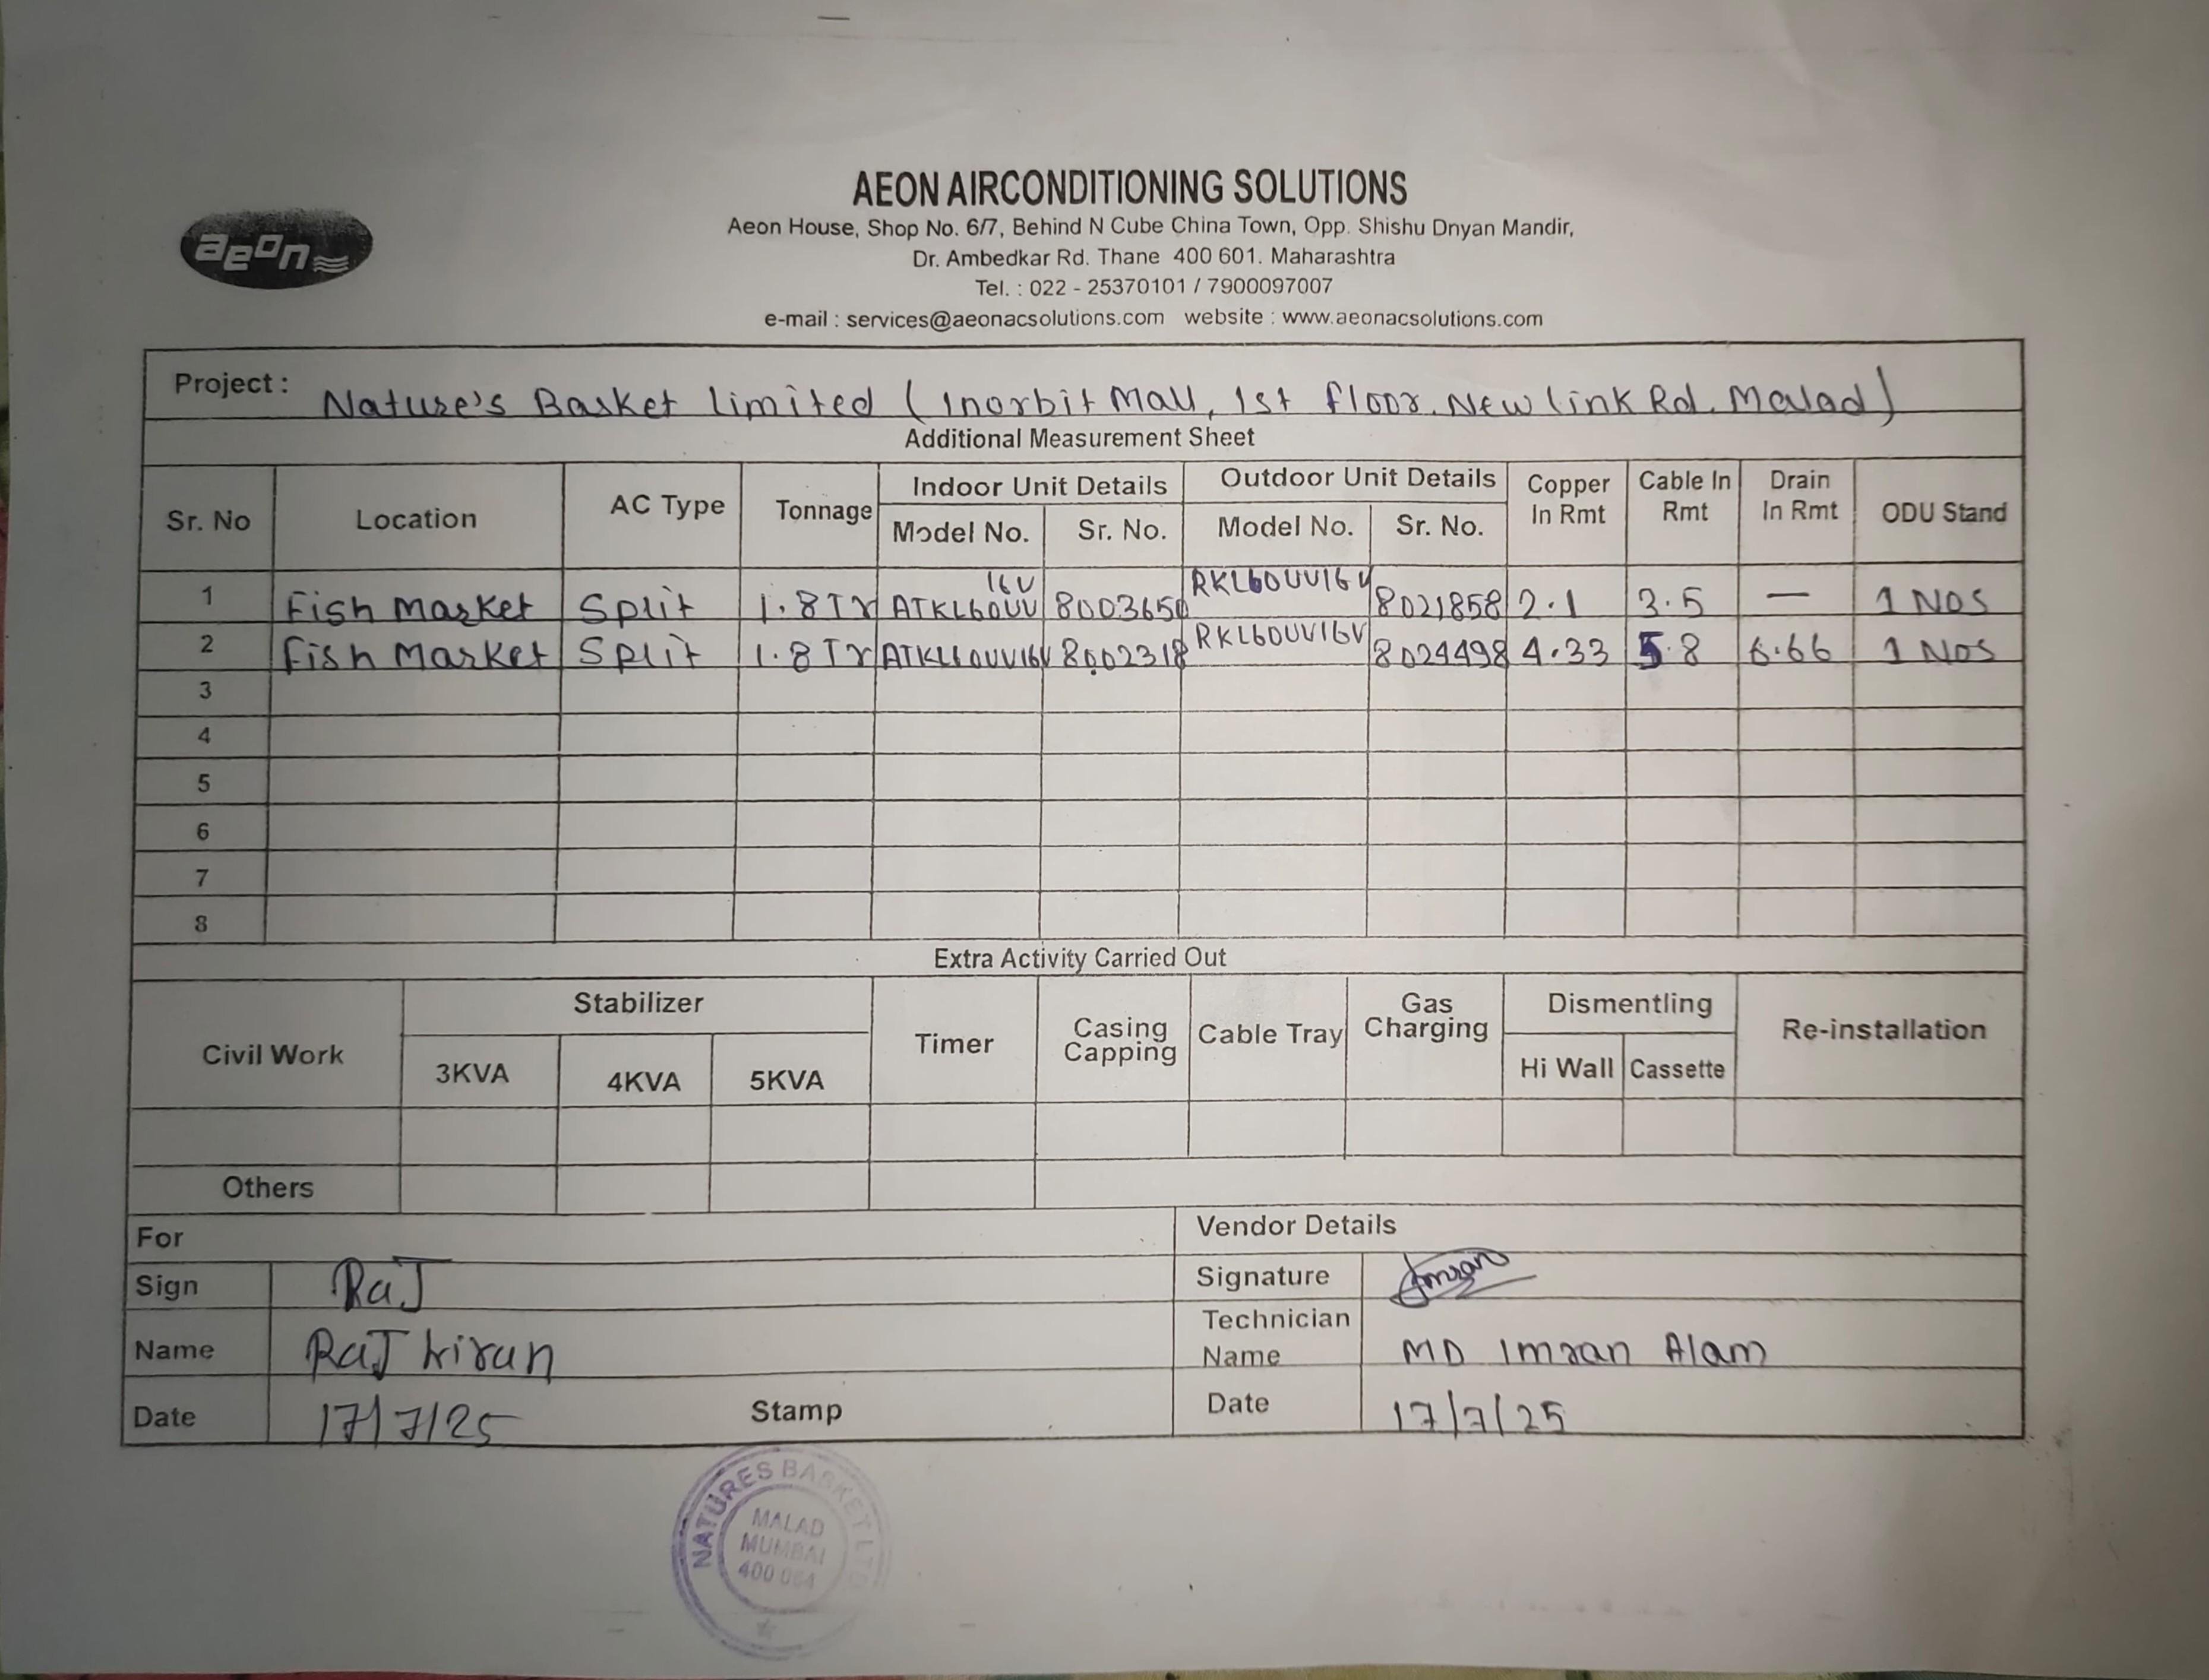 aeon
AEON AIRCONDITIONING SOLUTIONS
Aeon House, Shop No. 6/7, Behind N Cube China Town, Opp. Shishu Dnyan Mandir,
Dr. Ambedkar Rd. Thane 400 601. Maharashtra
Tel. : 022 - 25370101 / 7900097007
e-mail : services@aeonacsolutions.com website : www.aeonacsolutions.com
Project : Nature's Basket limited (Inorbit Mall, 1st floor. New link Rd. Malad)
Additional Measurement Sheet
Sr. No Location AC Type Tonnage Indoor Unit Details Outdoor Unit Details Copper In Rmt Cable In Rmt Drain In Rmt ODU Stand
Model No. Sr. No. Model No. Sr. No.
1 Fish Market Split 1.8 Tr ATKL60UV16V 8003650 RKL60UV16V 8021858 2.1 3.5 — 1 NOS
2 Fish Market Split 1.8 Tr ATKL60UV16V 8002318 RKL60UV16V 8024498 4.33 5.8 6.66 1 NOS
3
4
5
6
7
8
Extra Activity Carried Out
Civil Work Stabilizer Timer Casing Capping Cable Tray Gas Charging Dismentling Re-installation
3KVA 4KVA 5KVA Hi Wall Cassette
Others
For Vendor Details
Sign Raj Signature Imran
Name Raj kiran Technician Name MD Imran Alam
Date 17/7/25 Stamp Date 17/7/25
NATURES BASKET LTD
MALAD
MUMBAI
400 064